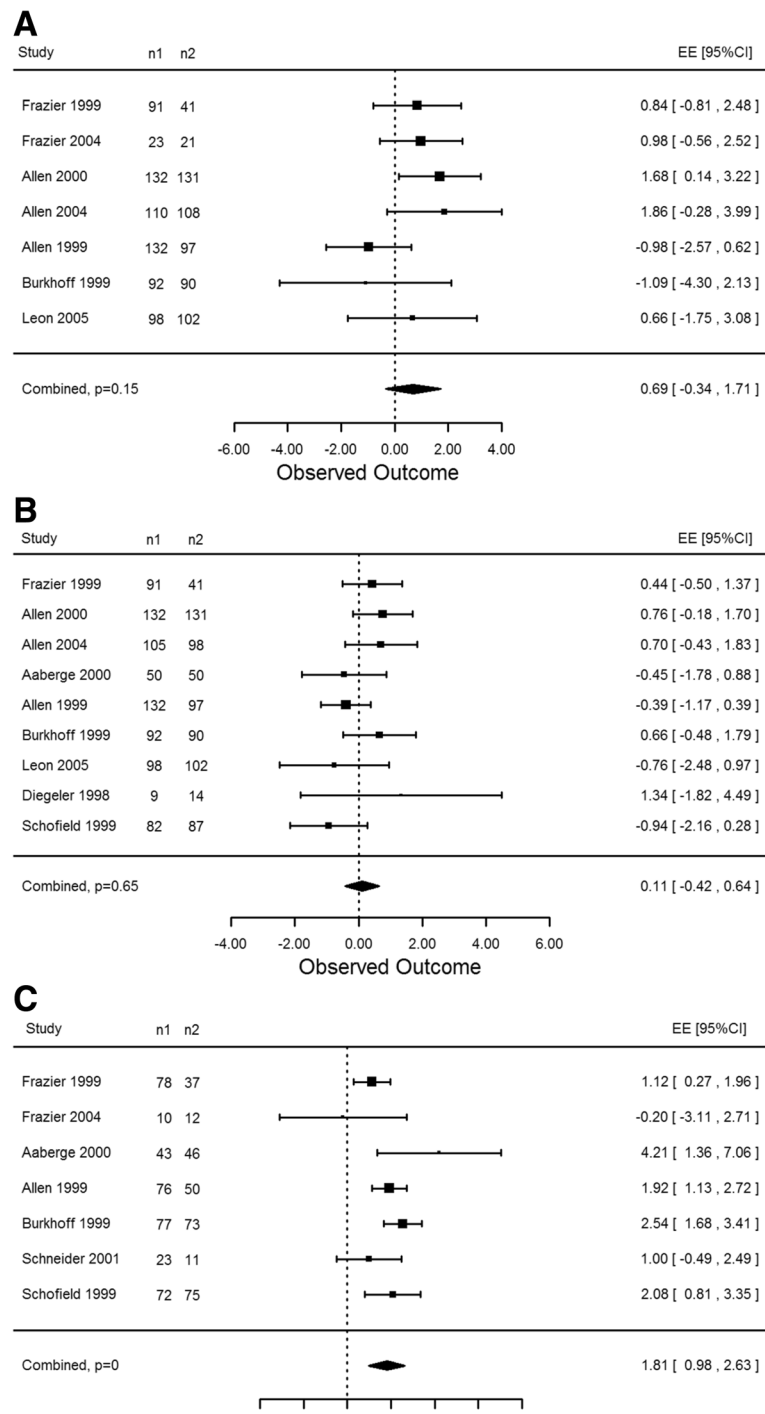 A
Study n1 n2 EE [95%CI]
Frazier 1999 91 41 0.84 [ -0.81 , 2.48 ]
Frazier 2004 23 21 0.98 [ -0.56 , 2.52 ]
Allen 2000 132 131 1.68 [ 0.14 , 3.22 ]
Allen 2004 110 108 1.86 [ -0.28 , 3.99 ]
Allen 1999 132 97 -0.98 [ -2.57 , 0.62 ]
Burkhoff 1999 92 90 -1.09 [ -4.30 , 2.13 ]
Leon 2005 98 102 0.66 [ -1.75 , 3.08 ]
Combined, p=0.15 0.69 [ -0.34 , 1.71 ]
-6.00 -4.00 -2.00 0.00 2.00 4.00
Observed Outcome
B
Study n1 n2 EE [95%CI]
Frazier 1999 91 41 0.44 [ -0.50 , 1.37 ]
Allen 2000 132 131 0.76 [ -0.18 , 1.70 ]
Allen 2004 105 98 0.70 [ -0.43 , 1.83 ]
Aaberge 2000 50 50 -0.45 [ -1.78 , 0.88 ]
Allen 1999 132 97 -0.39 [ -1.17 , 0.39 ]
Burkhoff 1999 92 90 0.66 [ -0.48 , 1.79 ]
Leon 2005 98 102 -0.76 [ -2.48 , 0.97 ]
Diegeler 1998 9 14 1.34 [ -1.82 , 4.49 ]
Schofield 1999 82 87 -0.94 [ -2.16 , 0.28 ]
Combined, p=0.65 0.11 [ -0.42 , 0.64 ]
-4.00 -2.00 0.00 2.00 4.00 6.00
Observed Outcome
C
Study n1 n2 EE [95%CI]
Frazier 1999 78 37 1.12 [ 0.27 , 1.96 ]
Frazier 2004 10 12 -0.20 [ -3.11 , 2.71 ]
Aaberge 2000 43 46 4.21 [ 1.36 , 7.06 ]
Allen 1999 76 50 1.92 [ 1.13 , 2.72 ]
Burkhoff 1999 77 73 2.54 [ 1.68 , 3.41 ]
Schneider 2001 23 11 1.00 [ -0.49 , 2.49 ]
Schofield 1999 72 75 2.08 [ 0.81 , 3.35 ]
Combined, p=0 1.81 [ 0.98 , 2.63 ]